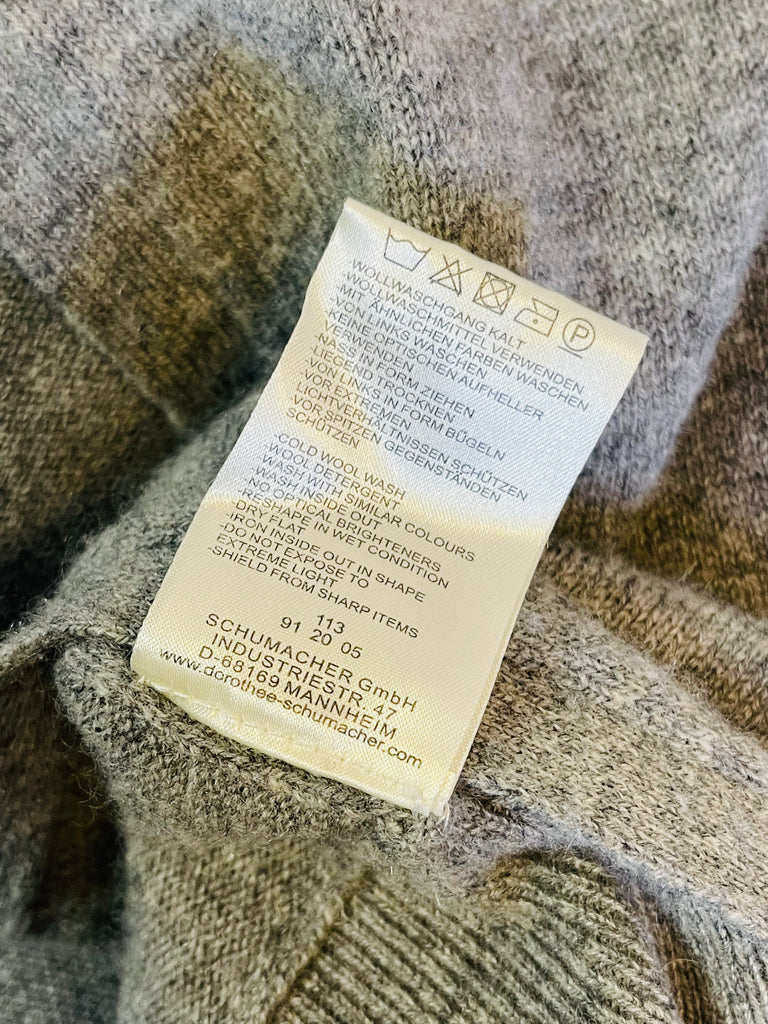 P
-WOLLWASCHGANG KALT
-WOLLWASCHMITTEL VERWENDEN
-MIT ÄHNLICHEN FARBEN WASCHEN
-VON LINKS WASCHEN
-KEINE OPTISCHEN AUFHELLER
VERWENDEN
-NASS IN FORM ZIEHEN
-LIEGEND TROCKNEN
-VON LINKS IN FORM BÜGELN
-VOR EXTREMEN
LICHTVERHÄLTNISSEN SCHÜTZEN
-VOR SPITZEN GEGENSTÄNDEN
SCHÜTZEN
-COLD WOOL WASH
-WOOL DETERGENT
-WASH WITH SIMILAR COLOURS
-WASH INSIDE OUT
-NO OPTICAL BRIGHTENERS
-RESHAPE IN WET CONDITION
-DRY FLAT
-IRON INSIDE OUT IN SHAPE
-DO NOT EXPOSE TO
EXTREME LIGHT
-SHIELD FROM SHARP ITEMS
113
91 20 05
SCHUMACHER GmbH
INDUSTRIESTR. 47
D-68169 MANNHEIM
www.dorothee-schumacher.com